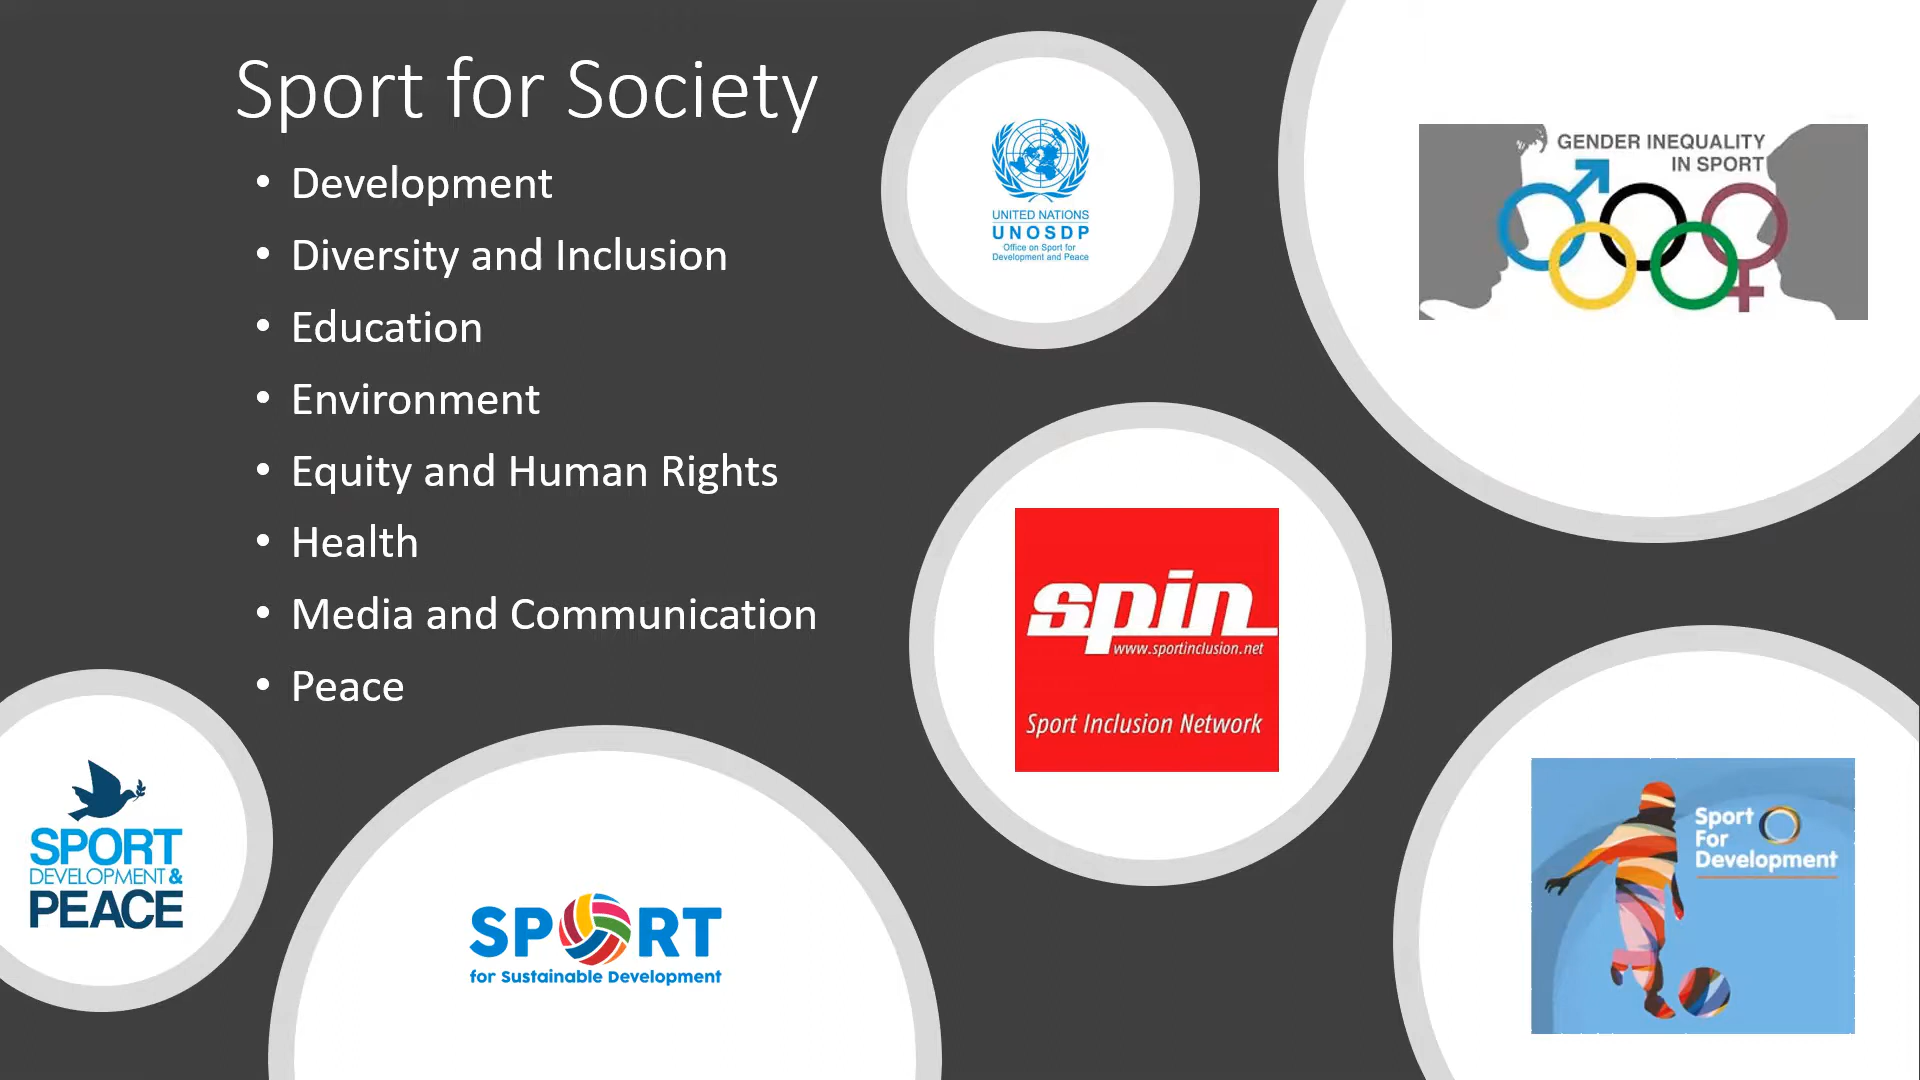 Sport for Society
• Development
• Diversity and Inclusion
• Education
• Environment
• Equity and Human Rights
• Health
• Media and Communication
• Peace
UNITED NATIONS
UNOSDP
Office on Sport for
Development and Peace
GENDER INEQUALITY
IN SPORT
spin
www.sportinclusion.net
Sport Inclusion Network
SPORT
DEVELOPMENT &
PEACE
SPORT
for Sustainable Development
Sport
For
Development